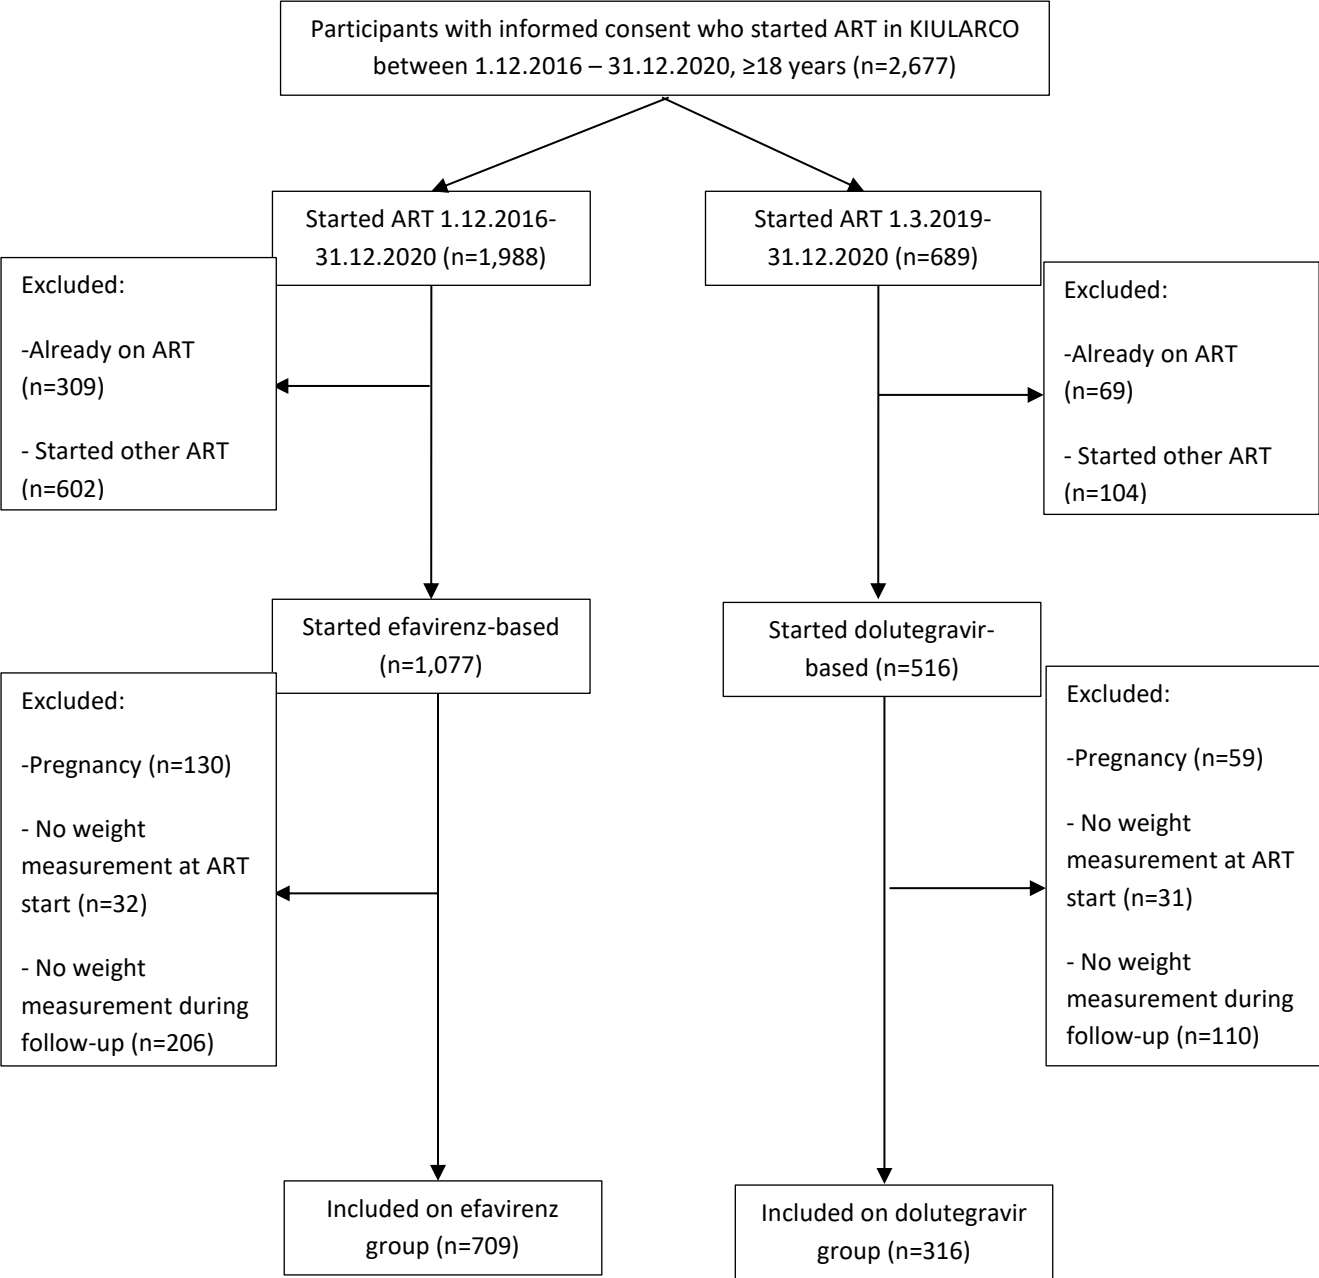 Participants with informed consent who started ART in KIULARCO
between 1.12.2016 – 31.12.2020, ≥18 years (n=2,677)
Started ART 1.12.2016-
31.12.2020 (n=1,988)
Started ART 1.3.2019-
31.12.2020 (n=689)
Excluded:
-Already on ART
(n=309)
- Started other ART
(n=602)
Excluded:
-Already on ART
(n=69)
- Started other ART
(n=104)
Started efavirenz-based
(n=1,077)
Started dolutegravir-
based (n=516)
Excluded:
-Pregnancy (n=130)
- No weight
measurement at ART
start (n=32)
- No weight
measurement during
follow-up (n=206)
Excluded:
-Pregnancy (n=59)
- No weight
measurement at ART
start (n=31)
- No weight
measurement during
follow-up (n=110)
Included on efavirenz
group (n=709)
Included on dolutegravir
group (n=316)